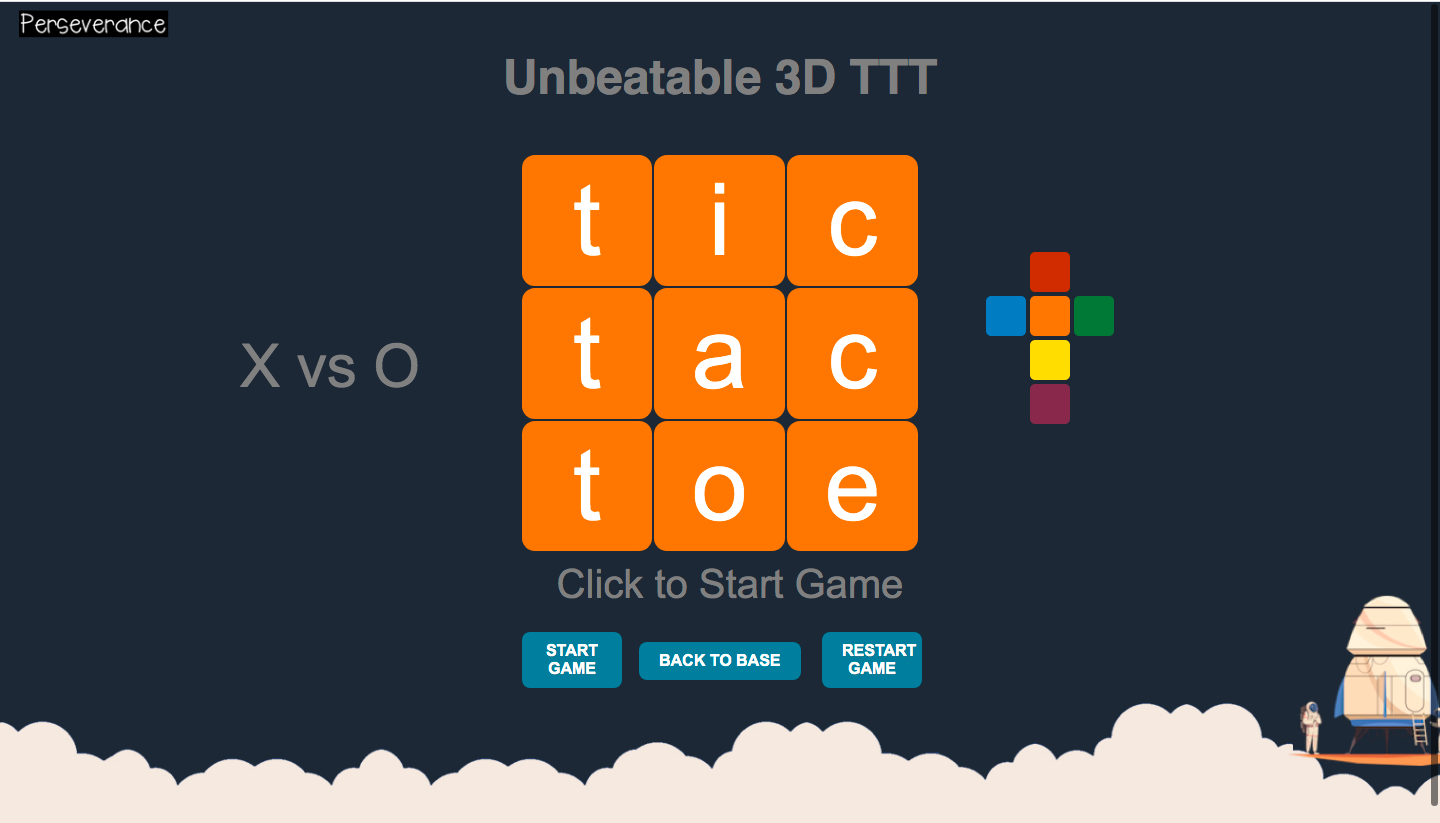 Perseverance
Unbeatable 3D TTT
t i c
t a c
t o e
X vs O
Click to Start Game
START
GAME
BACK TO BASE
RESTART
GAME